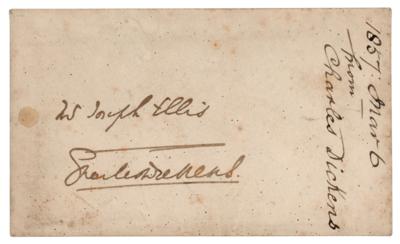 W Joseph Ellis
Charles Dickens.
1857. Mar 6
from
Charles Dickens